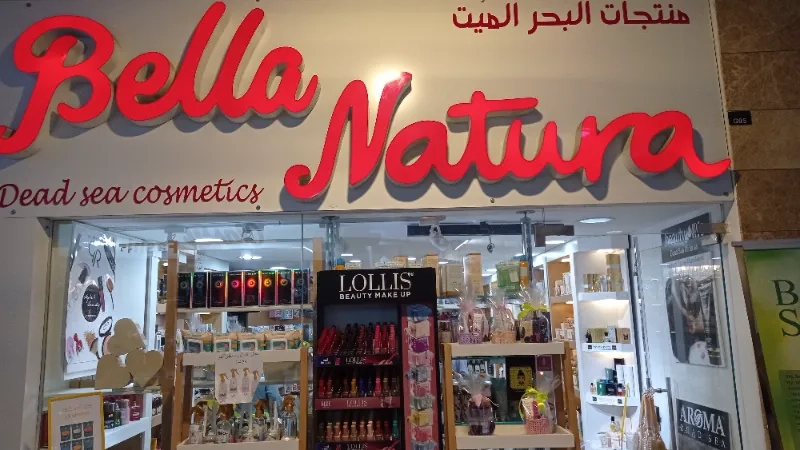 منتجات البحر الميت
Bella
Natura
Dead sea cosmetics
LOLLIS
BEAUTY MAKE UP
AROMA
DEAD SEA